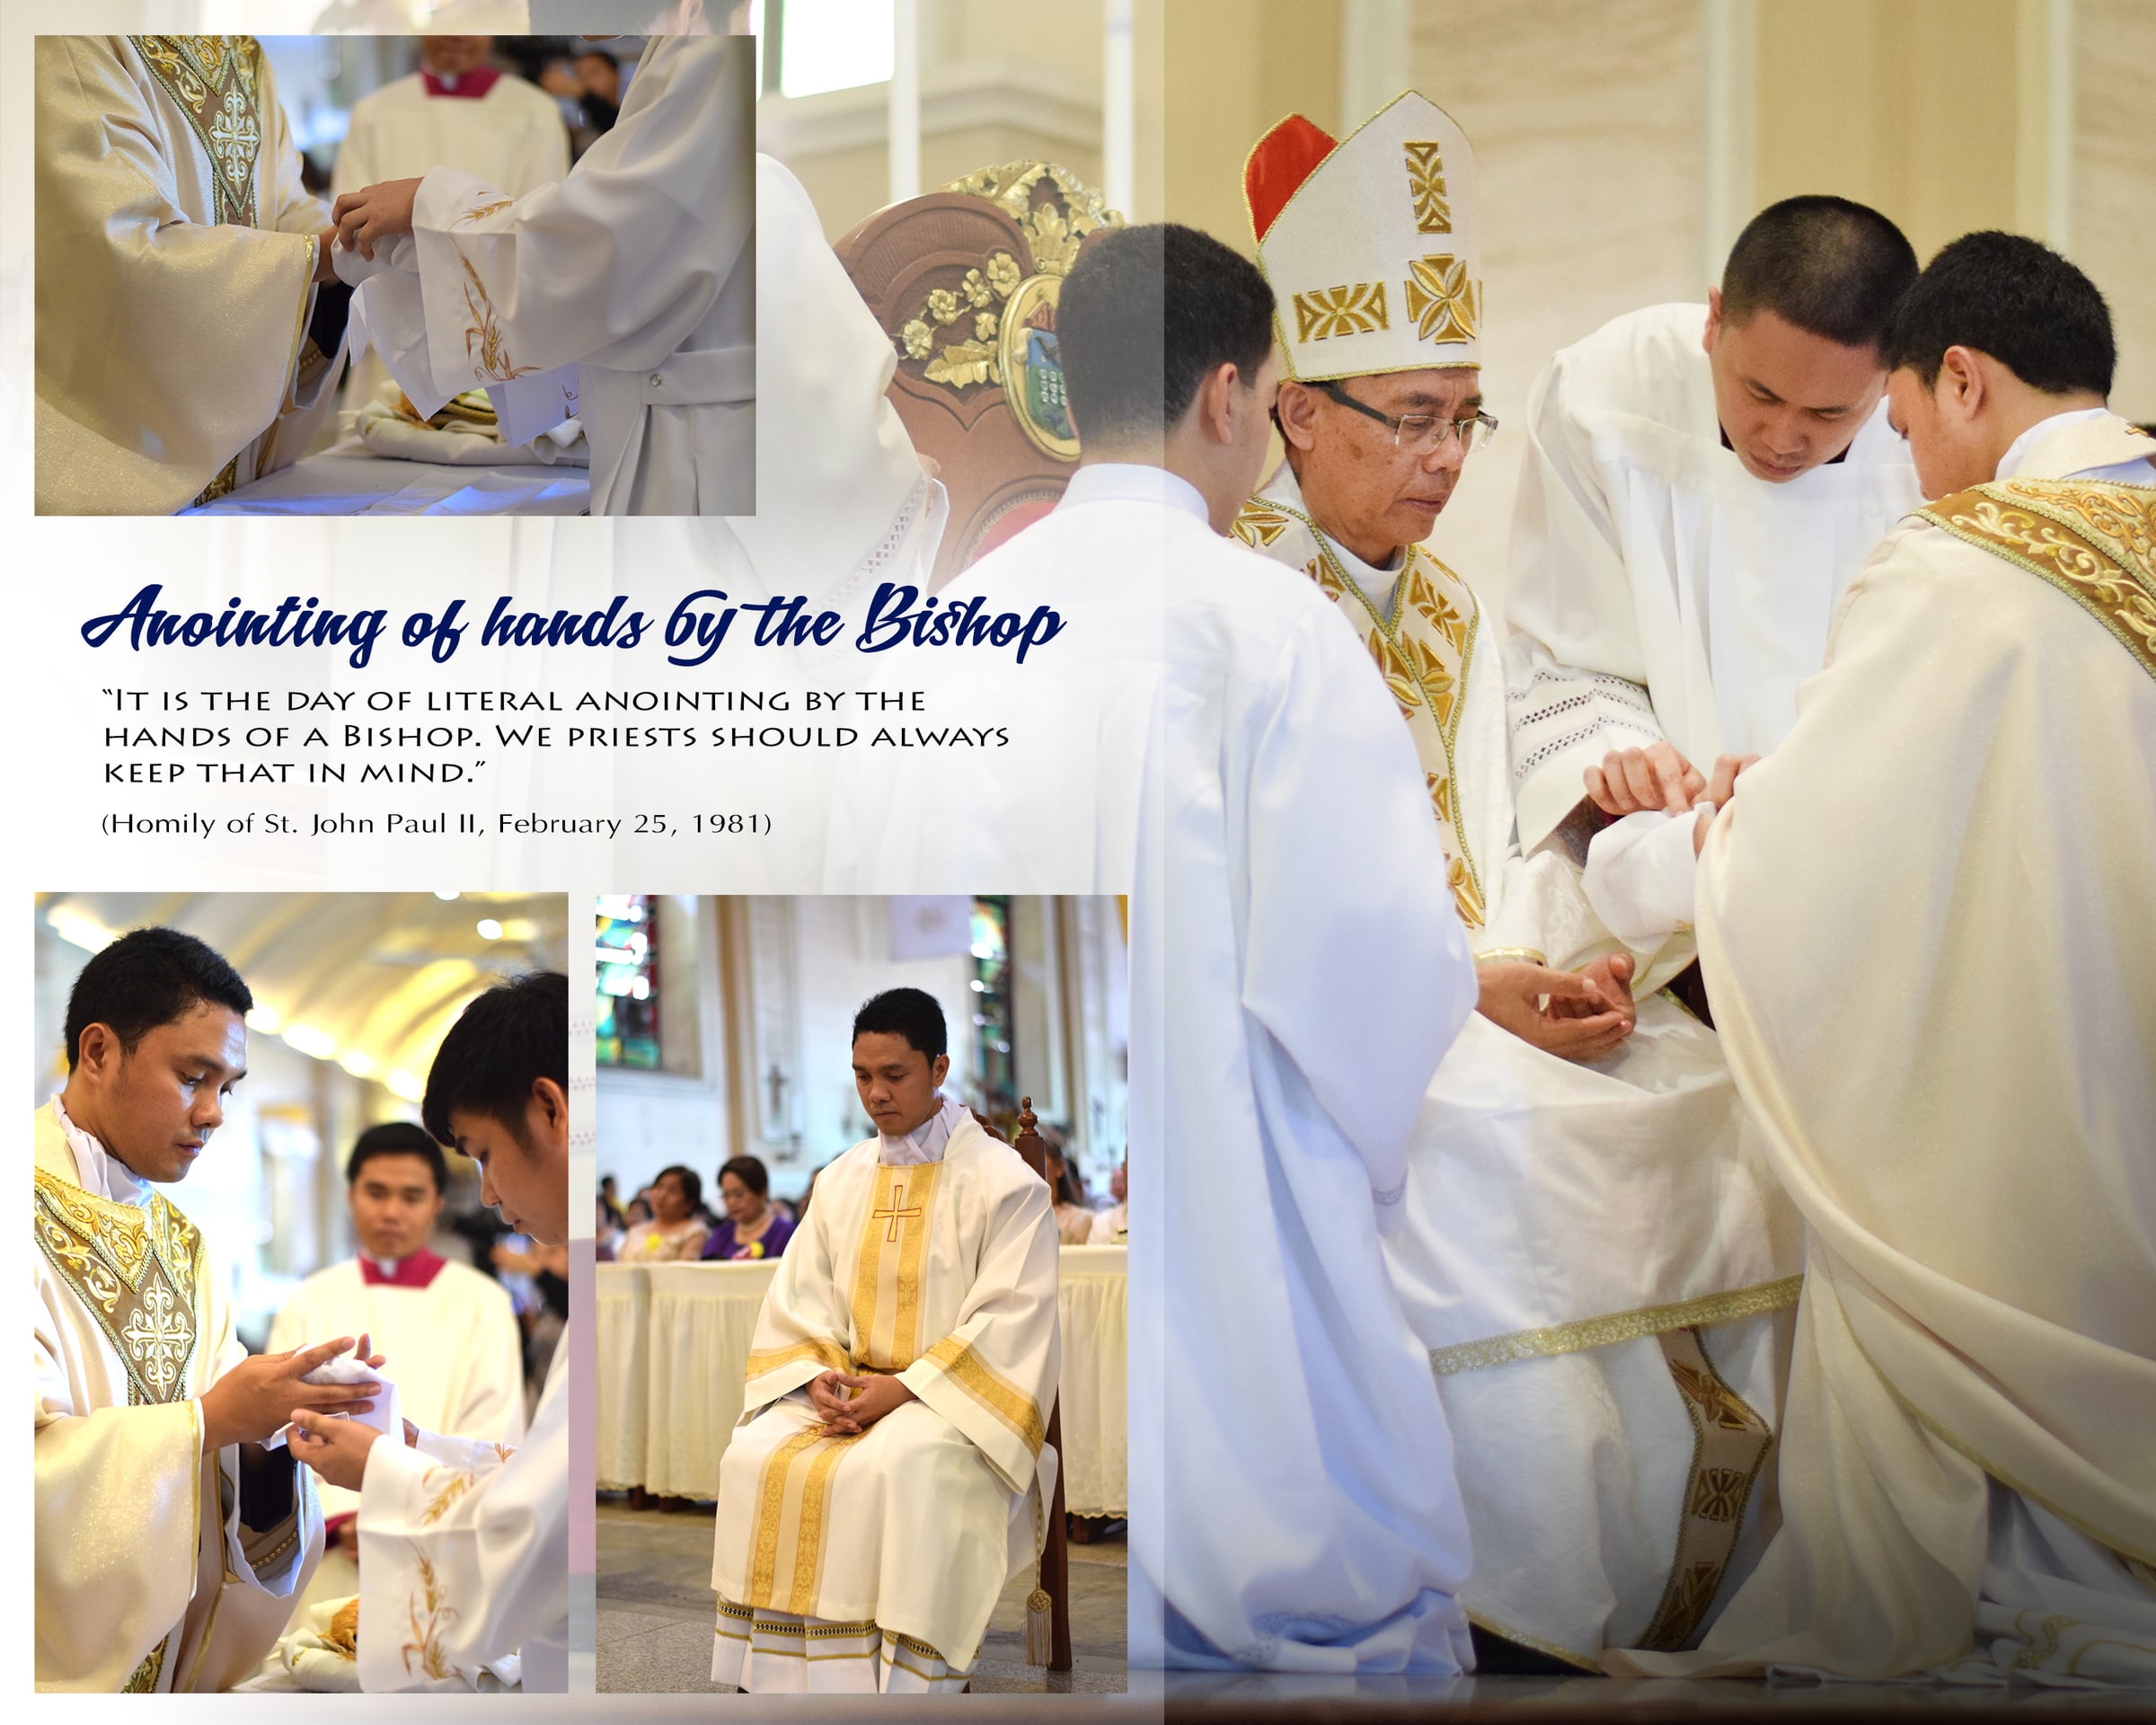 Anointing of hands by the Bishop
“It is the day of literal anointing by the
hands of a Bishop. We priests should always
keep that in mind.”
(Homily of St. John Paul II, February 25, 1981)